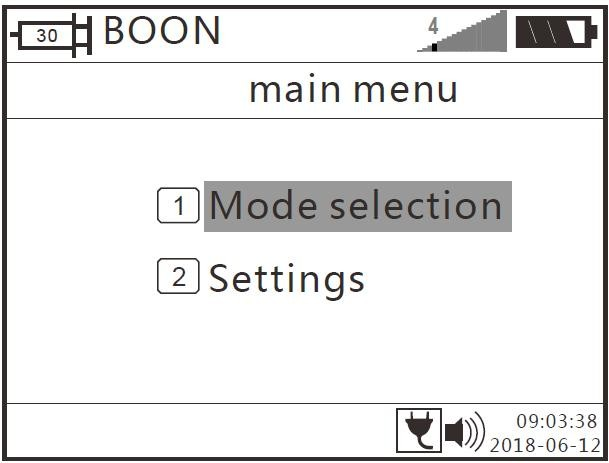 30 BOON 4
main menu
1 Mode selection
2 Settings
09:03:38
2018-06-12